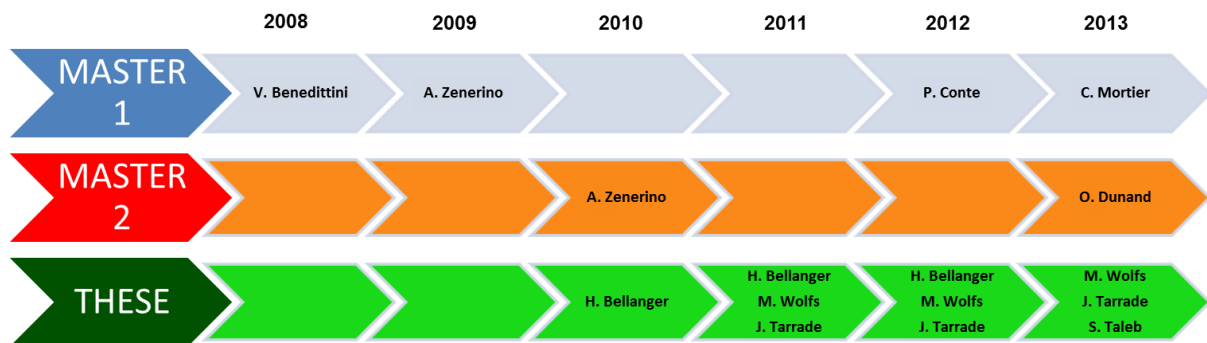 2008 2009 2010 2011 2012 2013
MASTER
1
V. Benedittini A. Zenerino P. Conte C. Mortier
MASTER
2
A. Zenerino O. Dunand
THESE
H. Bellanger
H. Bellanger
M. Wolfs
J. Tarrade
H. Bellanger
M. Wolfs
J. Tarrade
M. Wolfs
J. Tarrade
S. Taleb